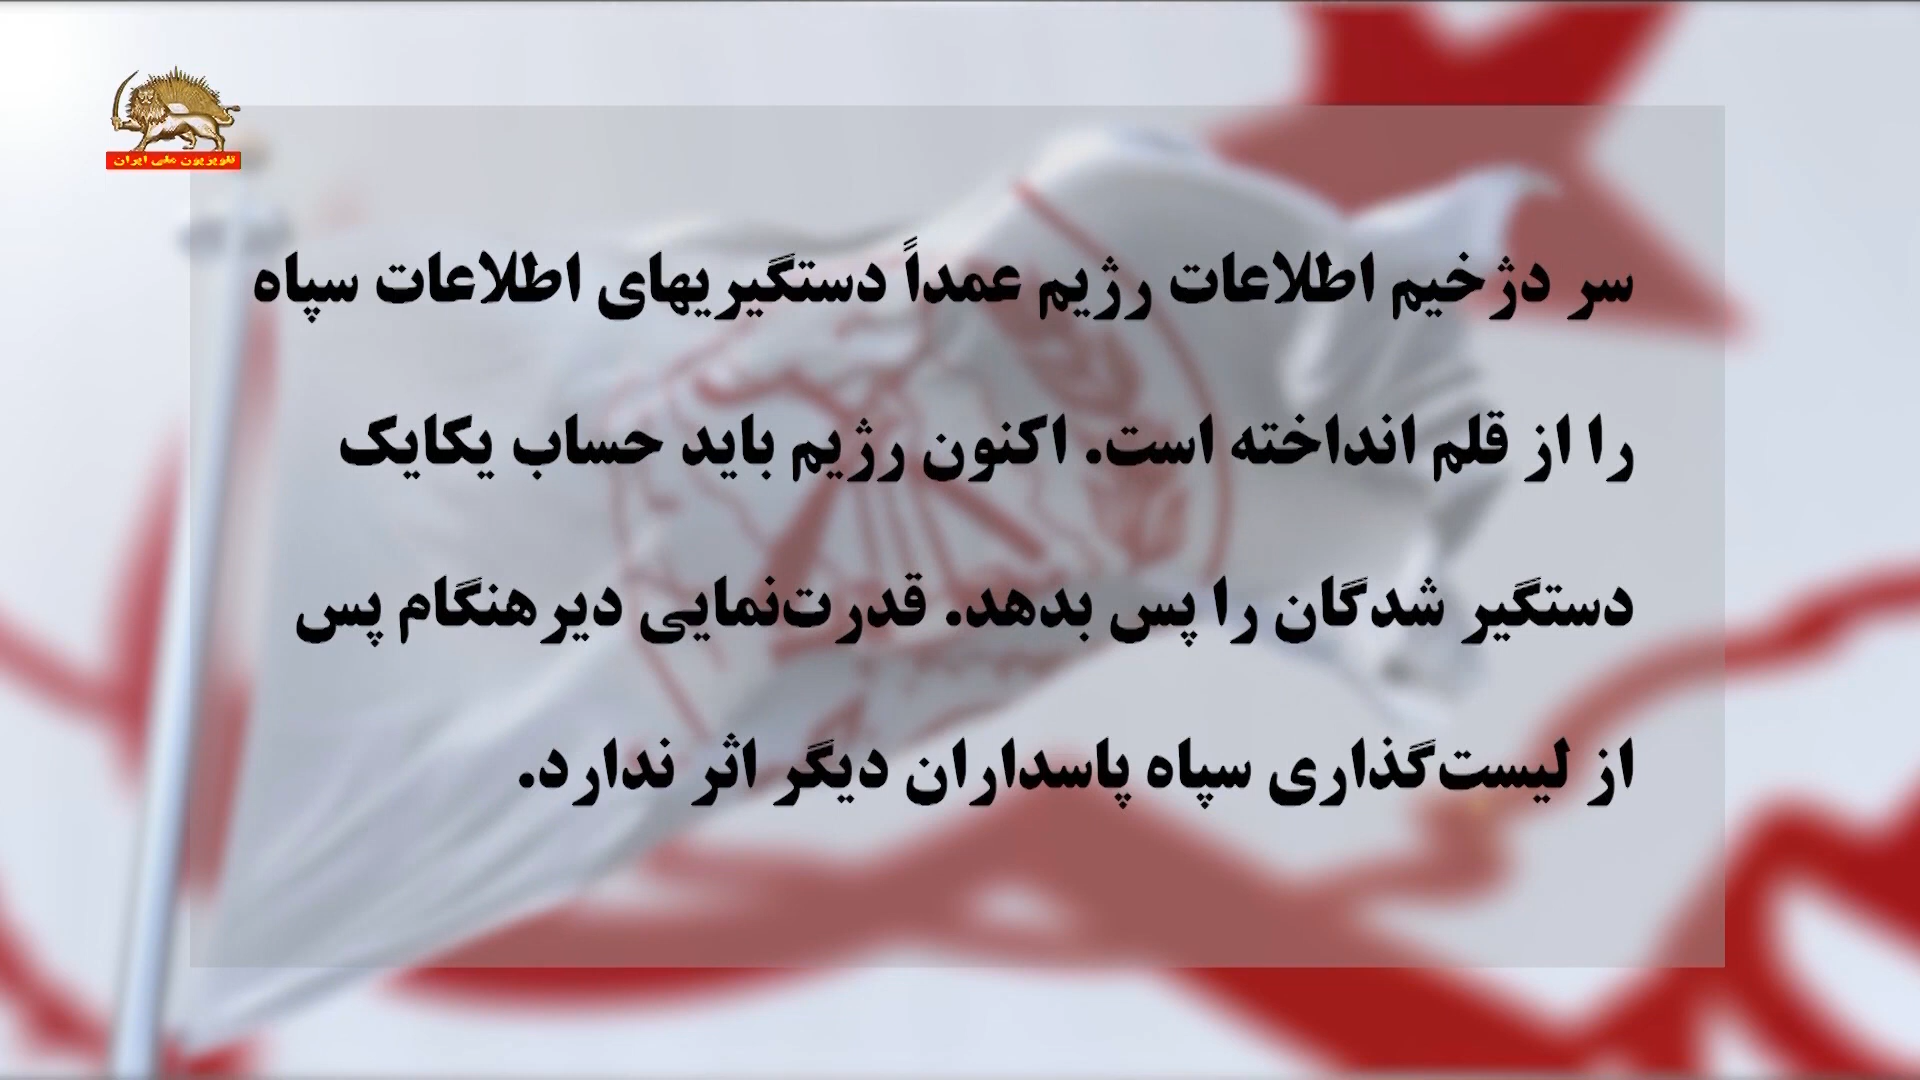 تلویزیون ملی ایران
سر دژخیم اطلاعات رژیم عمداً دستگیریهای اطلاعات سپاه
را از قلم انداخته است. اکنون رژیم باید حساب یکایک
دستگیر شدگان را پس بدهد. قدرت‌نمایی دیرهنگام پس
از لیست‌گذاری سپاه پاسداران دیگر اثر ندارد.